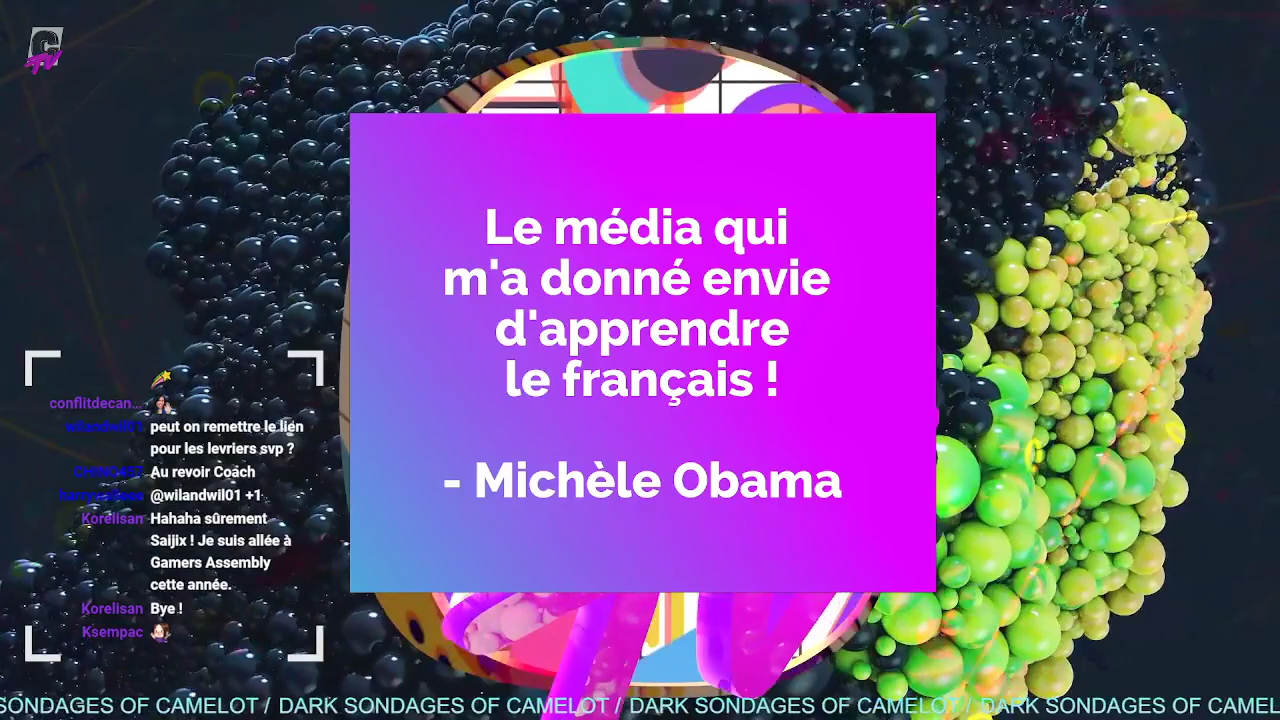 Le média qui
m'a donné envie
d'apprendre
le français !
- Michèle Obama
conflitdecan...
wilandwil01 peut on remettre le lien
pour les levriers svp ?
Au revoir Coach
@wilandwil01 +1
Korelisan Hahaha sûrement
Saijix ! Je suis allée à
Gamers Assembly
cette année.
Korelisan Bye !
Ksempac
SONDAGES OF CAMELOT / DARK SONDAGES OF CAMELOT / DARK SONDAGES OF CAMELOT / DARK SONDAGES OF CAMEL